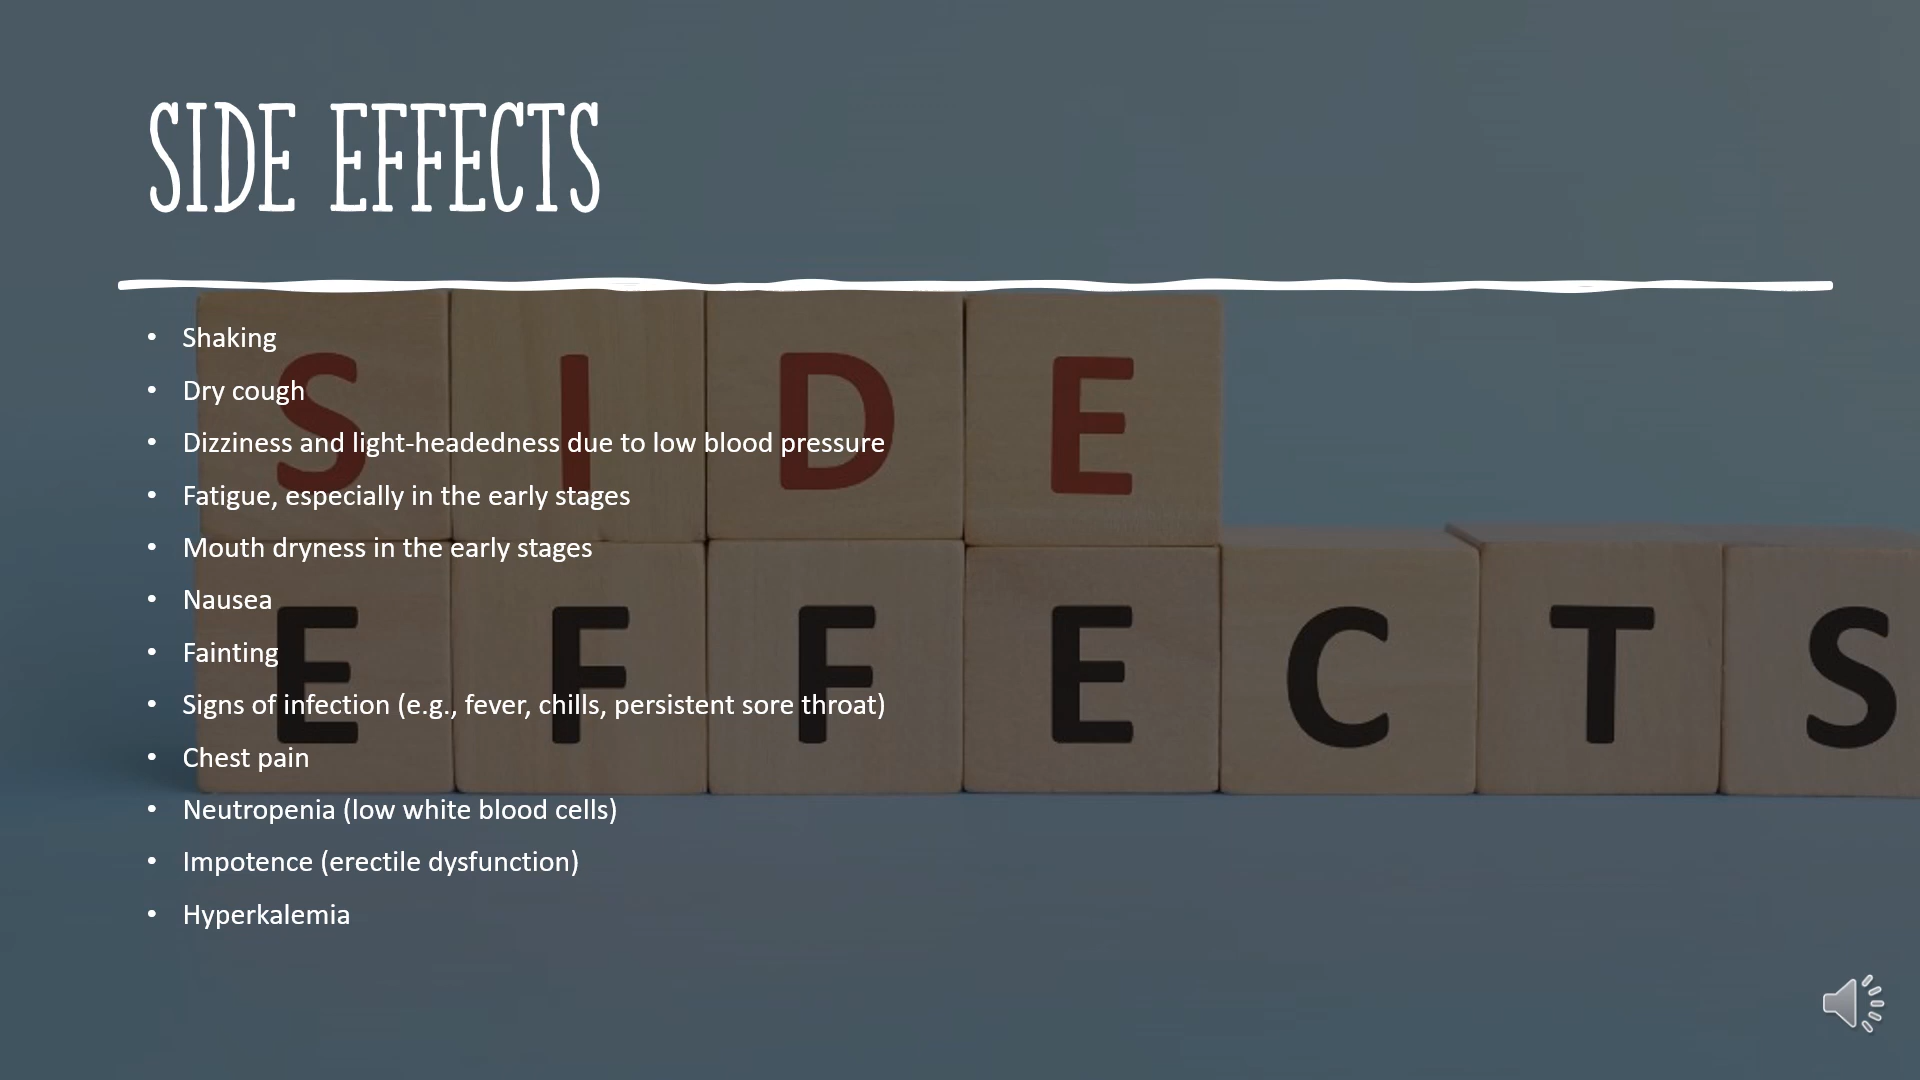 SIDE EFFECTS
• Shaking
• Dry cough
• Dizziness and light-headedness due to low blood pressure
• Fatigue, especially in the early stages
• Mouth dryness in the early stages
• Nausea
• Fainting
• Signs of infection (e.g., fever, chills, persistent sore throat)
• Chest pain
• Neutropenia (low white blood cells)
• Impotence (erectile dysfunction)
• Hyperkalemia
SIDE
EFFECTS